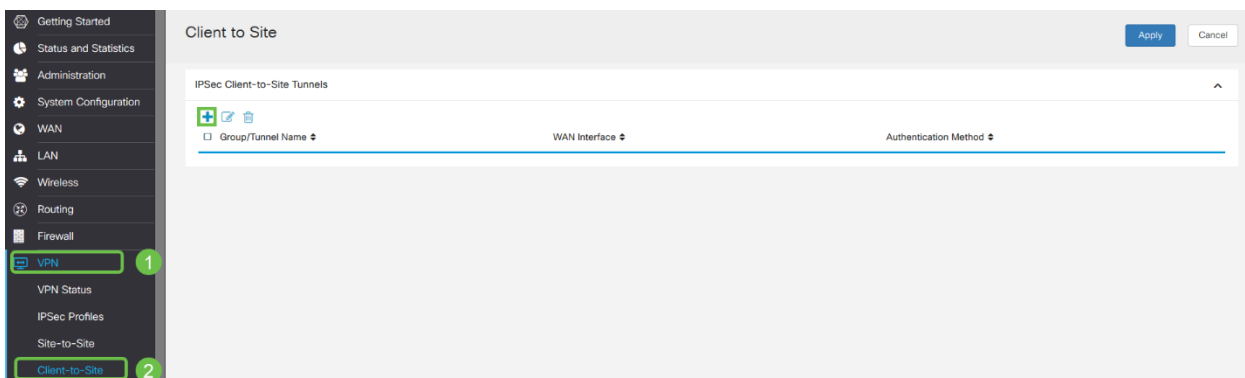 Getting Started
Status and Statistics
Administration
System Configuration
WAN
LAN
Wireless
Routing
Firewall
VPN 1
VPN Status
IPSec Profiles
Site-to-Site
Client-to-Site 2
Client to Site
Apply Cancel
IPSec Client-to-Site Tunnels
Group/Tunnel Name WAN Interface Authentication Method